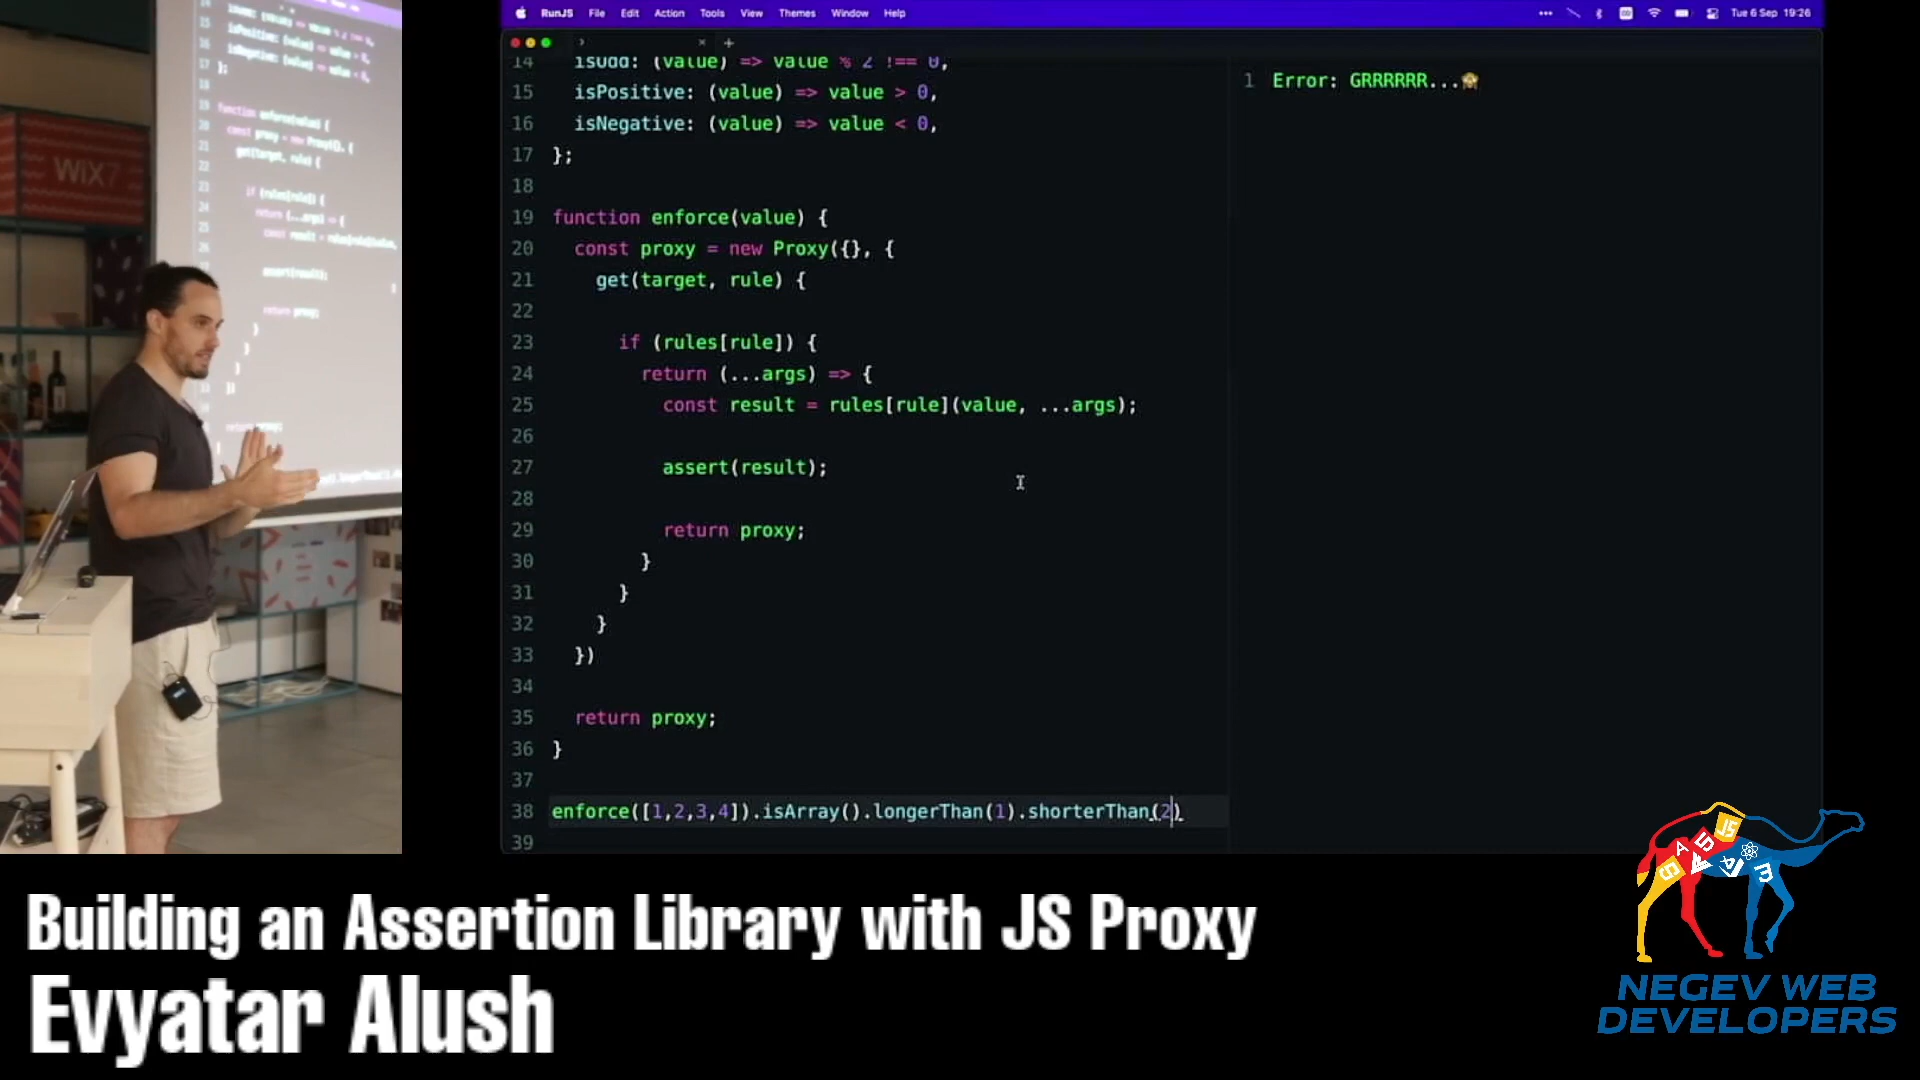 RunJS File Edit Action Tools View Themes Window Help
Tue 6 Sep 19:26
14 isOdd: (value) => value % 2 !== 0,
15 isPositive: (value) => value > 0,
16 isNegative: (value) => value < 0,
17 };
18
19 function enforce(value) {
20 const proxy = new Proxy({}, {
21 get(target, rule) {
22
23 if (rules[rule]) {
24 return (...args) => {
25 const result = rules[rule](value, ...args);
26
27 assert(result);
28
29 return proxy;
30 }
31 }
32 }
33 })
34
35 return proxy;
36 }
37
38 enforce([1,2,3,4]).isArray().longerThan(1).shorterThan(2)
39
1 Error: GRRRRRR...🙈
WiX7
Building an Assertion Library with JS Proxy
Evyatar Alush
NEGEV WEB
DEVELOPERS